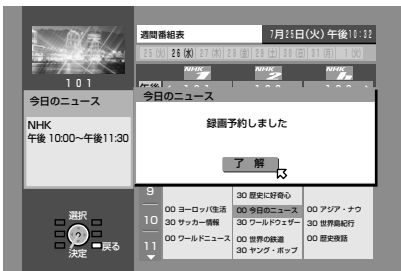 週間番組表
7月25日(火)午後10:32
25(火) 26(水) 27(木) 28(金) 29(土) 30(日) 31(月) 1(火)
NHK NHK NHK
101
今日のニュース
NHK
午後 10:00~午後11:30
今日のニュース
録画予約しました
了 解
9
30 歴史に好奇心
10
00 ヨーロッパ生活
30 サッカー情報
00 今日のニュース
30 ワールドウェザー
00 アジア・ナウ
30 世界島紀行
11
00 ワールドニュース
00 世界の鉄道
30 ヤング・ポップ
00 歴史夜話
選択
決定
戻る